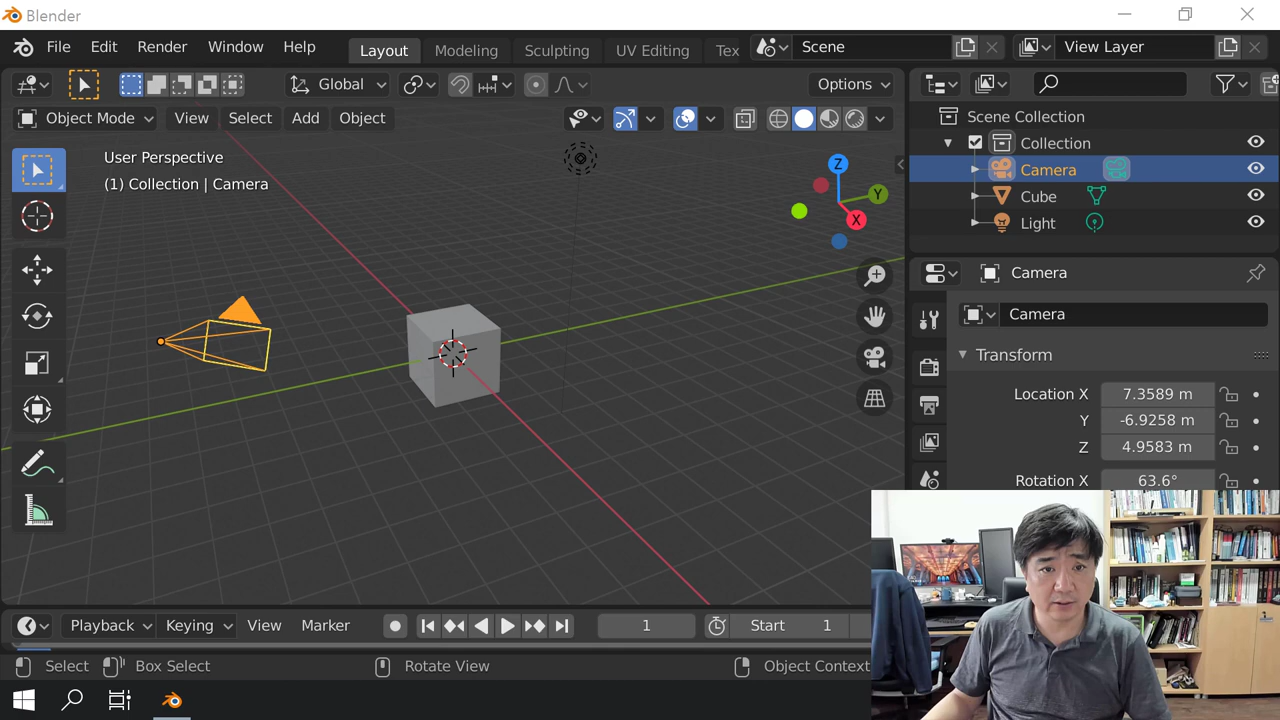 Blender
File Edit Render Window Help Layout Modeling Sculpting UV Editing Tex Scene View Layer
Global Options
Object Mode View Select Add Object
User Perspective
(1) Collection | Camera
Z
Y
X
Scene Collection
Collection
Camera
Cube
Light
Camera
Camera
Transform
Location X 7.3589 m
Y -6.9258 m
Z 4.9583 m
Rotation X 63.6°
Playback Keying View Marker 1 Start 1
Select Box Select Rotate View Object Context